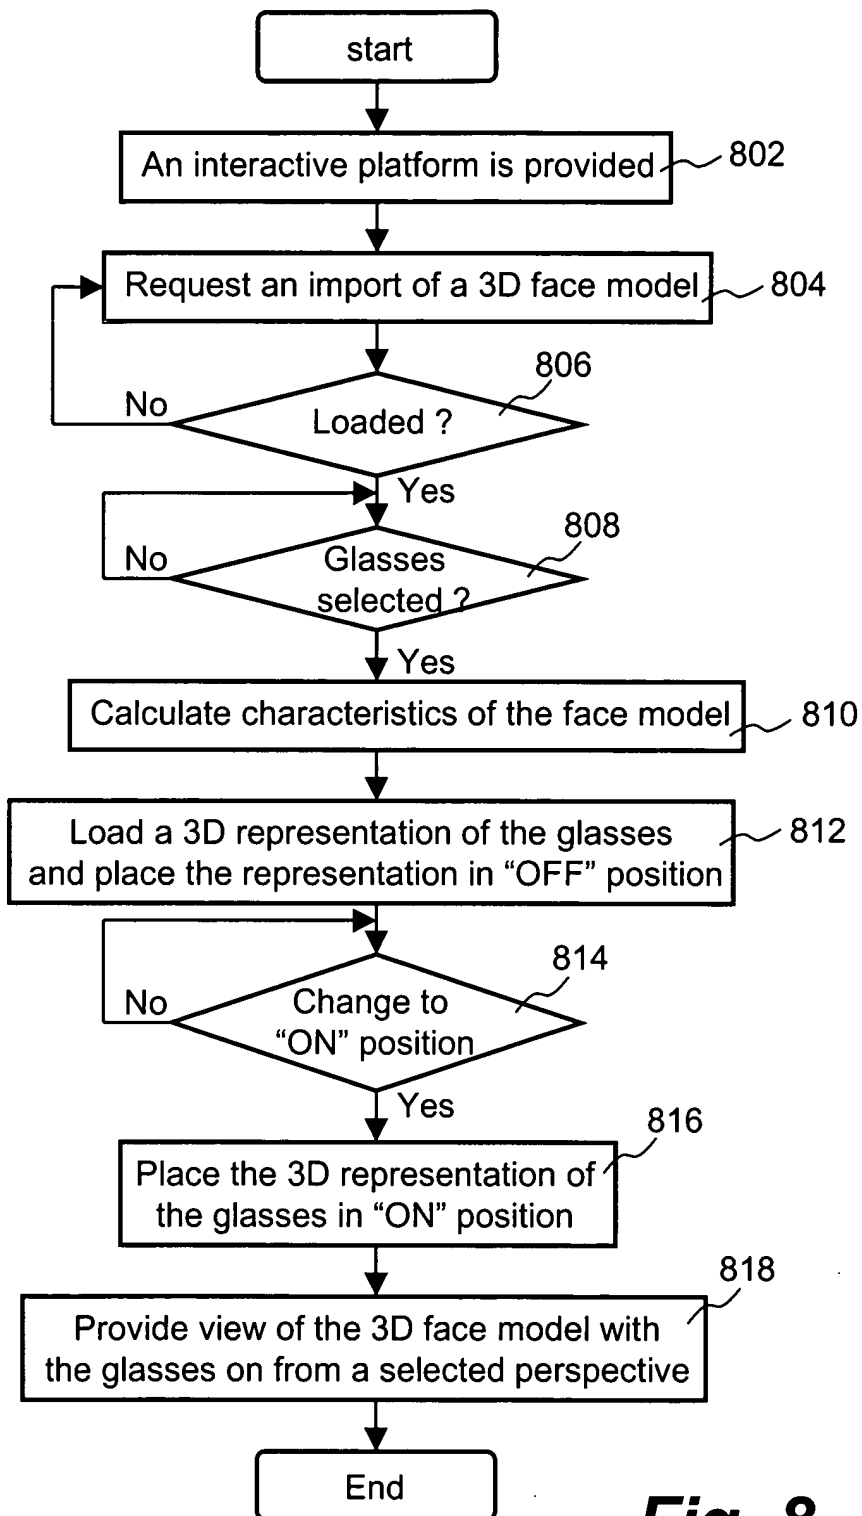 start
An interactive platform is provided
802
Request an import of a 3D face model
804
806
Loaded ?
No
Yes
808
Glasses
selected ?
No
Yes
Calculate characteristics of the face model
810
Load a 3D representation of the glasses
and place the representation in “OFF” position
812
814
Change to
“ON” position
No
Yes
816
Place the 3D representation of
the glasses in “ON” position
818
Provide view of the 3D face model with
the glasses on from a selected perspective
End
Fig. 8